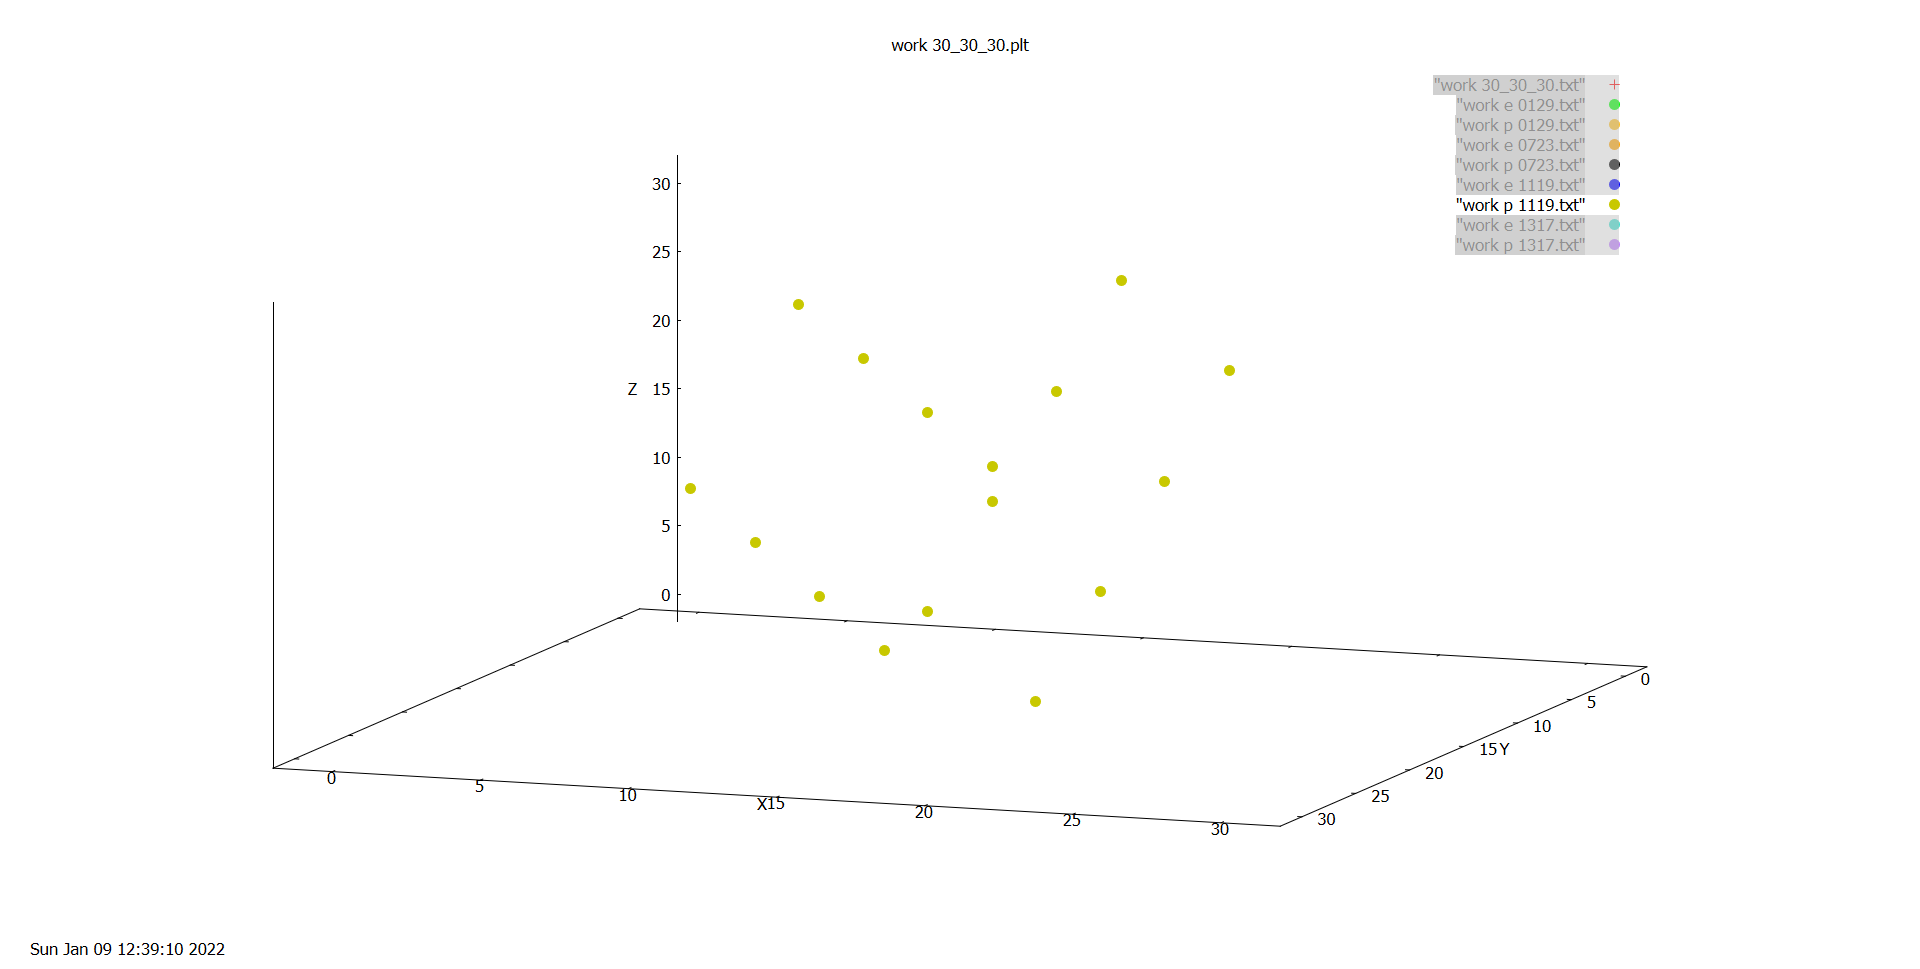 work 30_30_30.plt
"work 30_30_30.txt"
"work e 0129.txt"
"work p 0129.txt"
"work e 0723.txt"
"work p 0723.txt"
"work e 1119.txt"
"work p 1119.txt"
"work e 1317.txt"
"work p 1317.txt"
30
25
20
Z 15
10
5
0
0
5
10
15 Y
20
25
30
0
5
10
X15
20
25
30
Sun Jan 09 12:39:10 2022